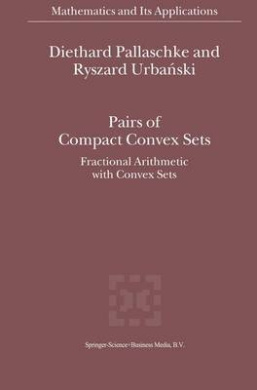 Mathematics and Its Applications
Diethard Pallaschke and
Ryszard Urbański
Pairs of
Compact Convex Sets
Fractional Arithmetic
with Convex Sets
Springer-Science+Business Media, B.V.